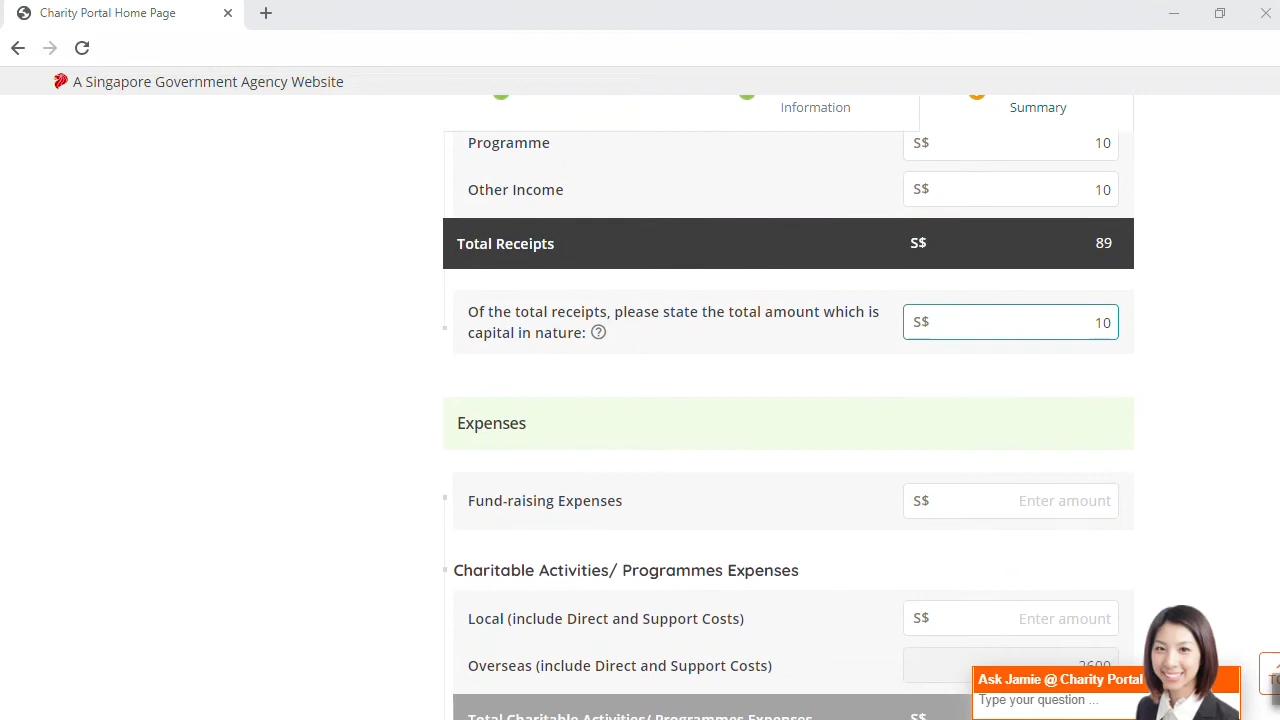 Charity Portal Home Page
A Singapore Government Agency Website
Information
Summary
Programme S$ 10
Other Income S$ 10
Total Receipts S$ 89
Of the total receipts, please state the total amount which is
capital in nature: ? S$ 10
Expenses
Fund-raising Expenses S$ Enter amount
Charitable Activities/ Programmes Expenses
Local (include Direct and Support Costs) S$ Enter amount
Overseas (include Direct and Support Costs) 2600
Ask Jamie @ Charity Portal
Type your question ...
Total Charitable Activities/ Programmes Expenses S$